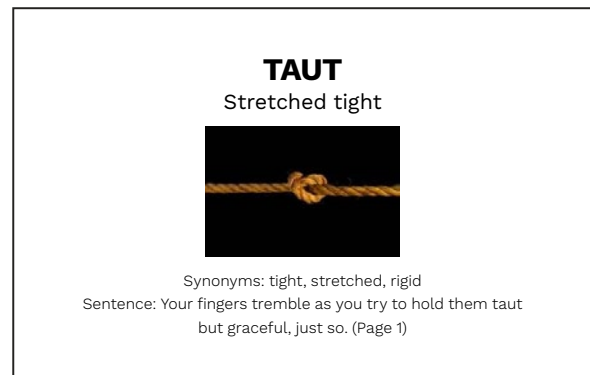 TAUT
Stretched tight
Synonyms: tight, stretched, rigid
Sentence: Your fingers tremble as you try to hold them taut
but graceful, just so. (Page 1)